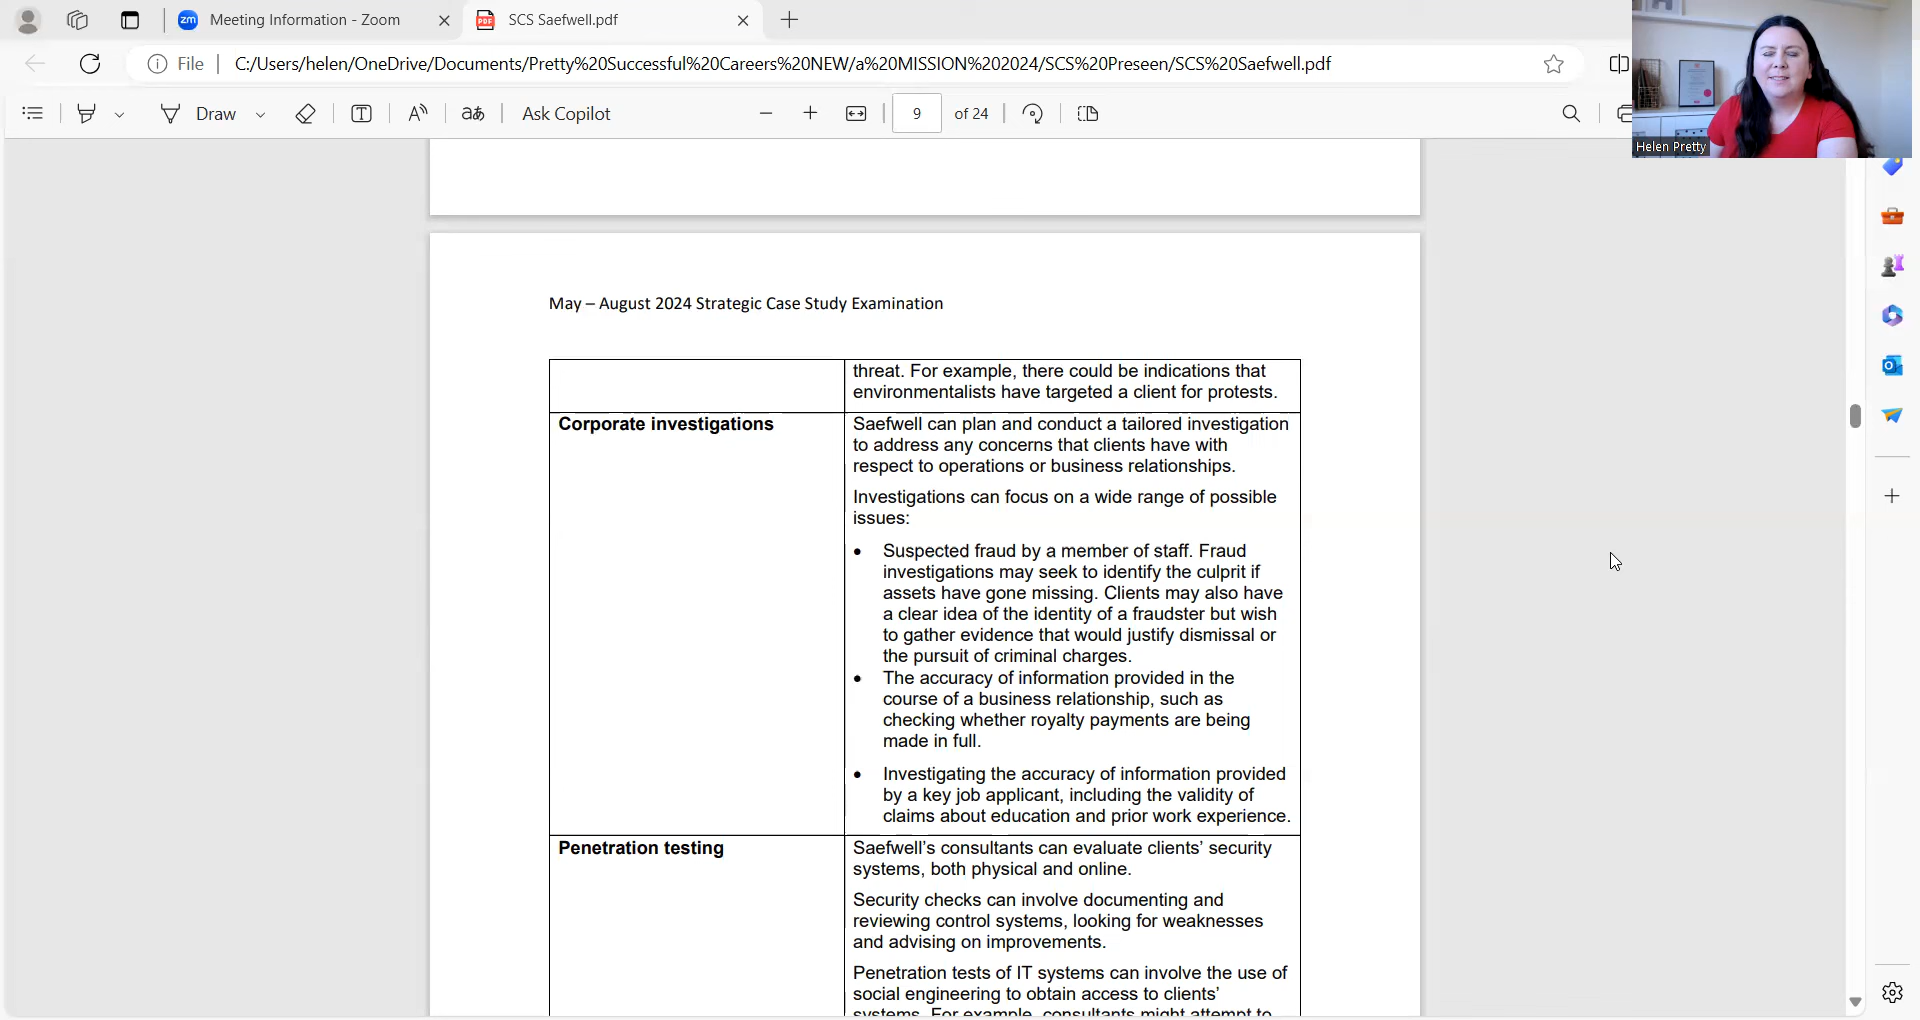 Meeting Information - Zoom
SCS Saefwell.pdf
File
C:/Users/helen/OneDrive/Documents/Pretty%20Successful%20Careers%20NEW/a%20MISSION%202024/SCS%20Preseen/SCS%20Saefwell.pdf
Draw
Ask Copilot
9 of 24
Helen Pretty
May – August 2024 Strategic Case Study Examination
threat. For example, there could be indications that
environmentalists have targeted a client for protests.
Corporate investigations
Saefwell can plan and conduct a tailored investigation
to address any concerns that clients have with
respect to operations or business relationships.
Investigations can focus on a wide range of possible
issues:
• Suspected fraud by a member of staff. Fraud
investigations may seek to identify the culprit if
assets have gone missing. Clients may also have
a clear idea of the identity of a fraudster but wish
to gather evidence that would justify dismissal or
the pursuit of criminal charges.
• The accuracy of information provided in the
course of a business relationship, such as
checking whether royalty payments are being
made in full.
• Investigating the accuracy of information provided
by a key job applicant, including the validity of
claims about education and prior work experience.
Penetration testing
Saefwell's consultants can evaluate clients' security
systems, both physical and online.
Security checks can involve documenting and
reviewing control systems, looking for weaknesses
and advising on improvements.
Penetration tests of IT systems can involve the use of
social engineering to obtain access to clients'
systems. For example, consultants might attempt to